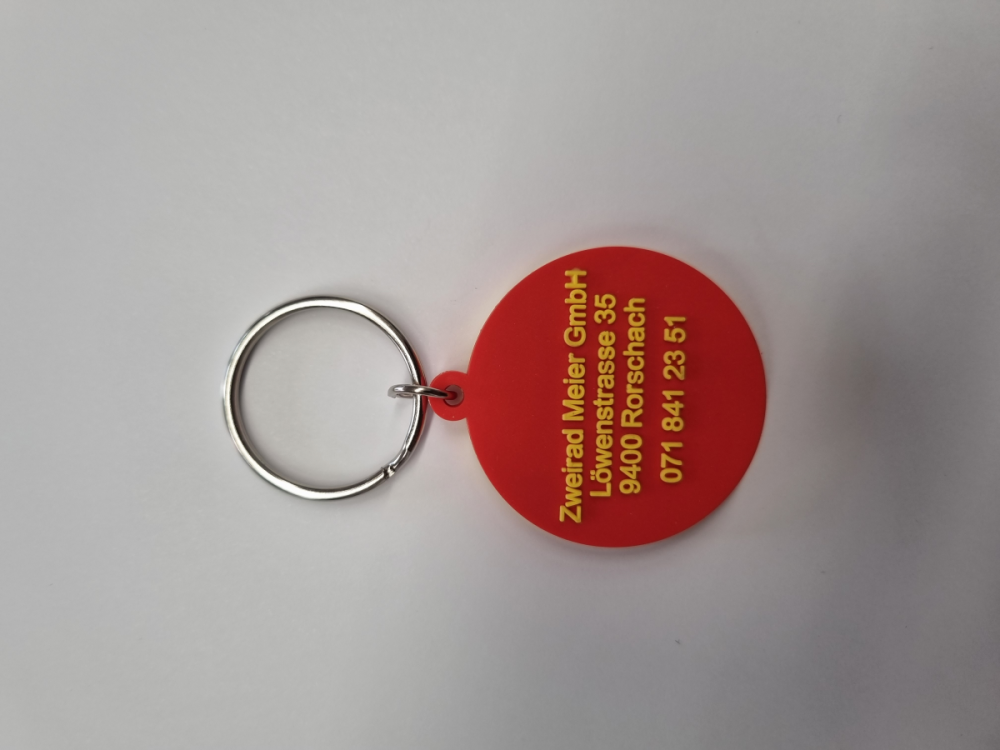 Zweirad Meier GmbH
Löwenstrasse 35
9400 Rorschach
071 841 23 51